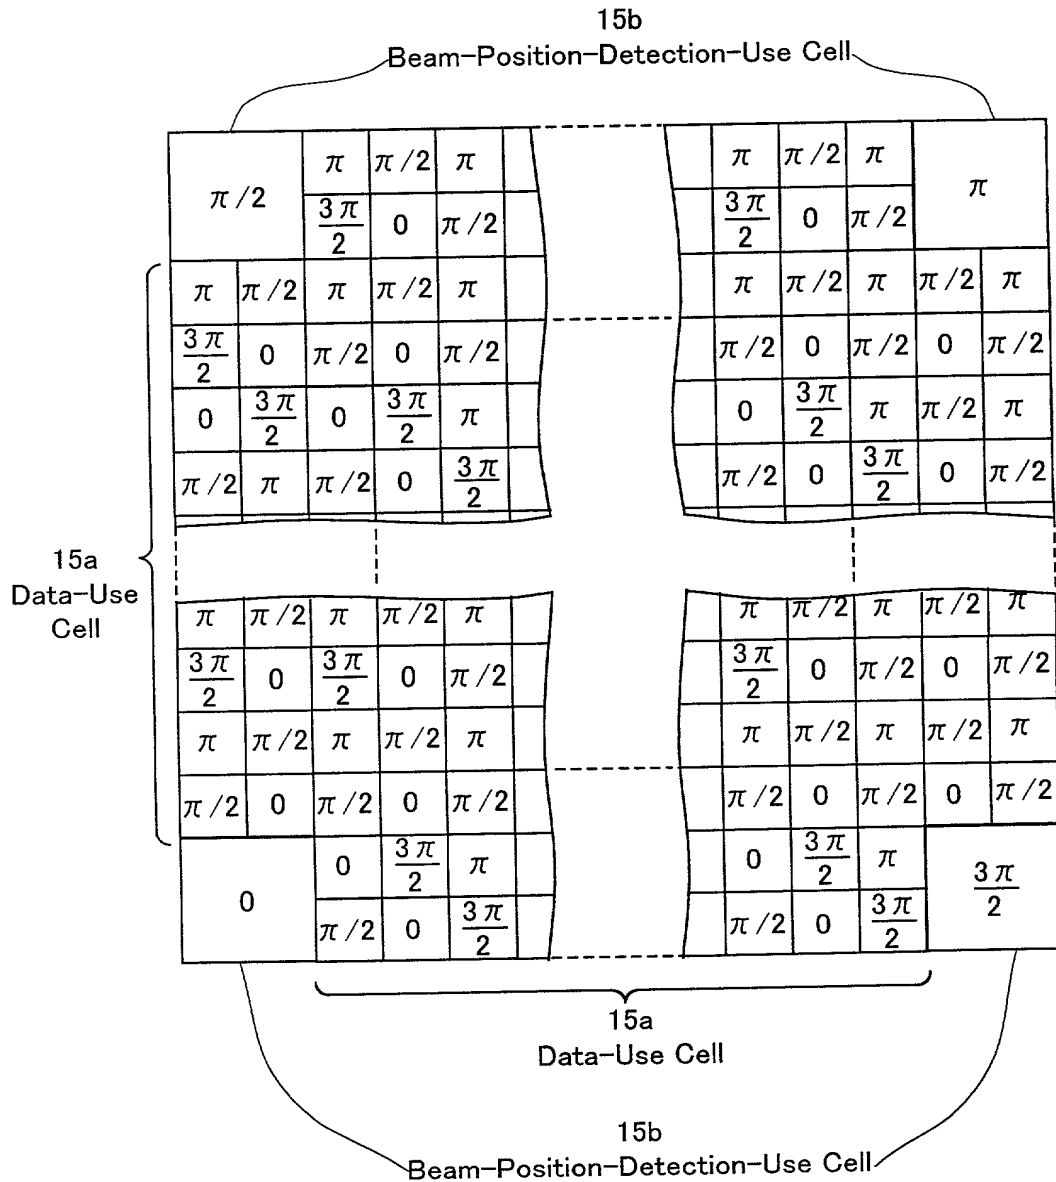 15b
Beam-Position-Detection-Use Cell
π/2 π π/2 π π π/2 π π
3π/2 0 π/2 3π/2 0 π/2
π π/2 π π/2 π π π/2 π π/2 π
3π/2 0 π/2 0 π/2 π/2 0 π/2 0 π/2
0 3π/2 0 3π/2 π 0 3π/2 π π/2 π
π/2 π π/2 0 3π/2 π/2 0 3π/2 0 π/2
15a
Data-Use
Cell
π π/2 π π/2 π π π/2 π π/2 π
3π/2 0 3π/2 0 π/2 3π/2 0 π/2 0 π/2
π π/2 π π/2 π π π/2 π π/2 π
π/2 0 π/2 0 π/2 π/2 0 π/2 0 π/2
0 0 3π/2 π 0 3π/2 π 3π/2
π/2 0 3π/2 π/2 0 3π/2
15a
Data-Use Cell
15b
Beam-Position-Detection-Use Cell